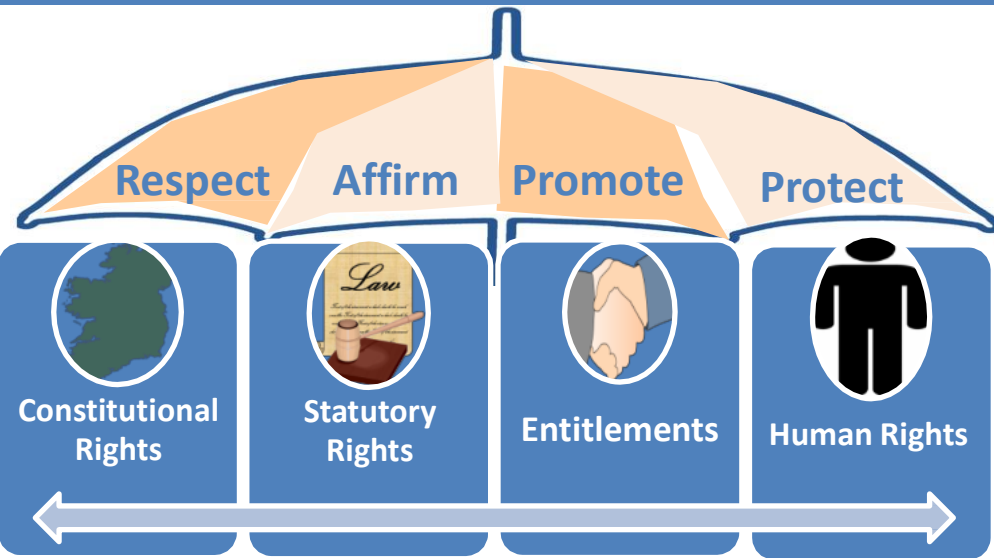 Respect Affirm Promote Protect
Law
Constitutional
Rights
Statutory
Rights
Entitlements
Human Rights